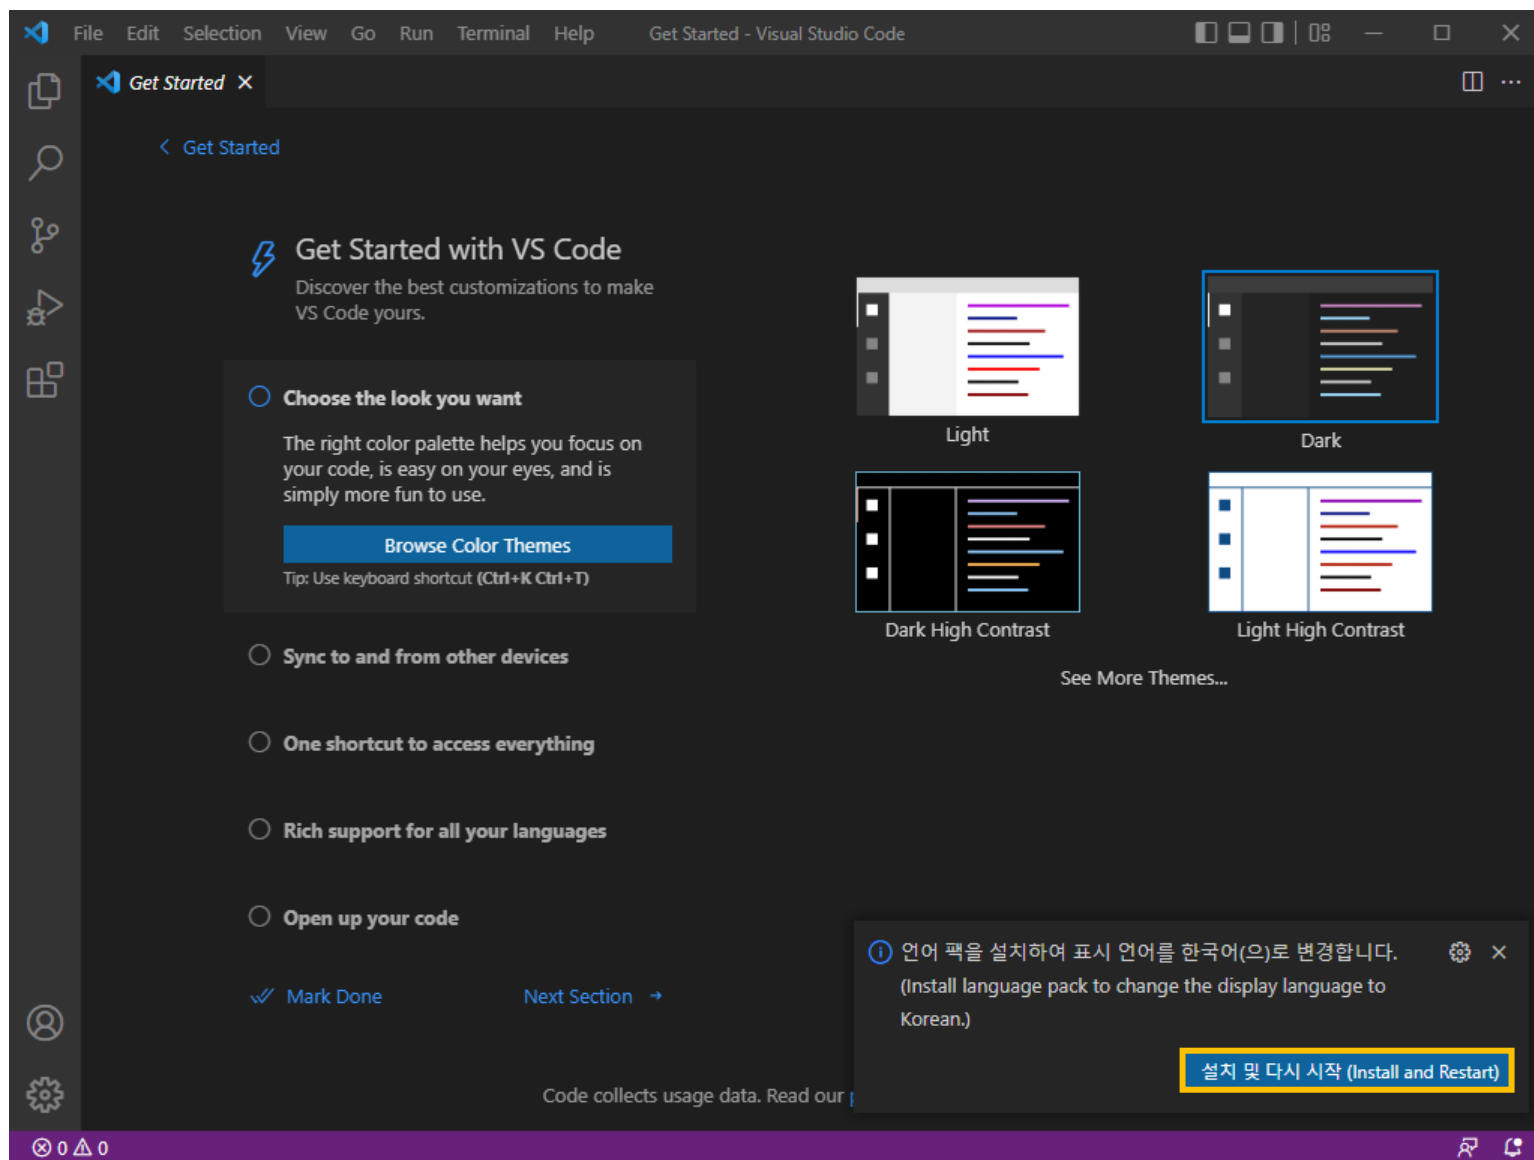 File Edit Selection View Go Run Terminal Help Get Started - Visual Studio Code
Get Started
Get Started
Get Started with VS Code
Discover the best customizations to make
VS Code yours.
Choose the look you want
The right color palette helps you focus on
your code, is easy on your eyes, and is
simply more fun to use.
Browse Color Themes
Tip: Use keyboard shortcut (Ctrl+K Ctrl+T)
Sync to and from other devices
One shortcut to access everything
Rich support for all your languages
Open up your code
Mark Done Next Section →
Light
Dark
Dark High Contrast
Light High Contrast
See More Themes...
Code collects usage data. Read our
언어 팩을 설치하여 표시 언어를 한국어(으)로 변경합니다.
(Install language pack to change the display language to
Korean.)
설치 및 다시 시작 (Install and Restart)
0 0